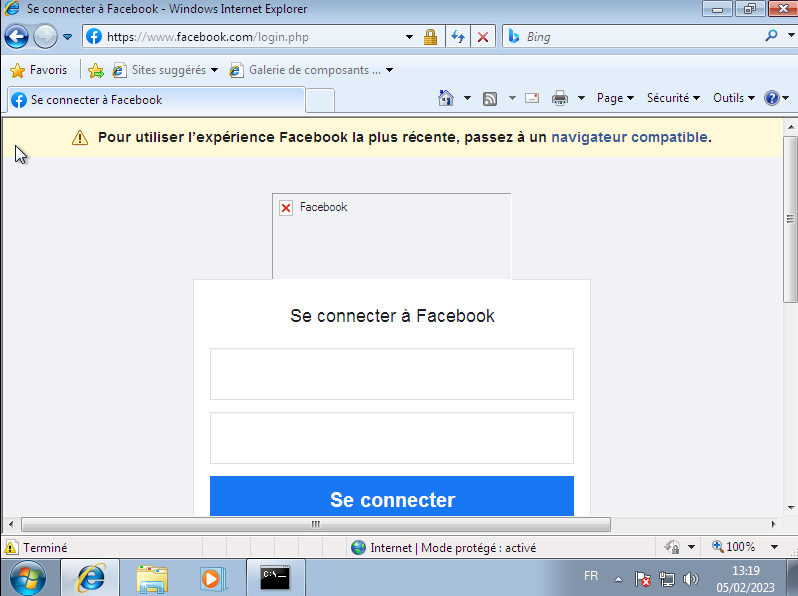 Se connecter à Facebook - Windows Internet Explorer
https://www.facebook.com/login.php
Bing
Favoris
Sites suggérés
Galerie de composants ...
Se connecter à Facebook
Page
Sécurité
Outils
Pour utiliser l'expérience Facebook la plus récente, passez à un navigateur compatible.
Facebook
Se connecter à Facebook
Se connecter
Terminé
Internet | Mode protégé : activé
100%
C:\
FR
13:19
05/02/2023